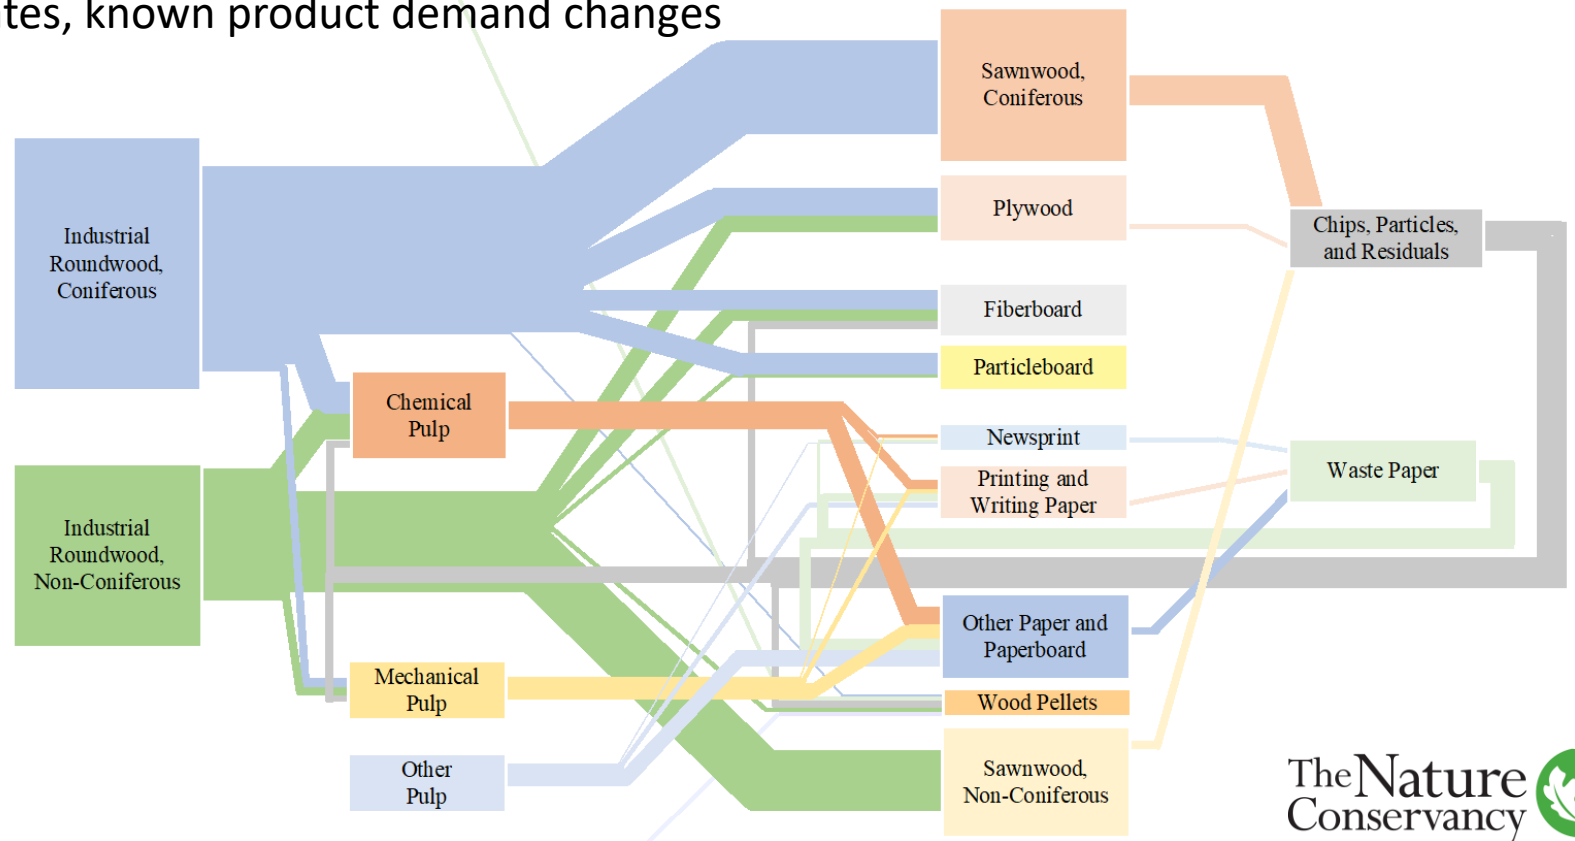 tes, known product demand changes
Sawnwood,
Coniferous
Industrial
Roundwood,
Coniferous
Plywood
Chips, Particles,
and Residuals
Fiberboard
Particleboard
Chemical
Pulp
Newsprint
Waste Paper
Printing and
Writing Paper
Industrial
Roundwood,
Non-Coniferous
Other Paper and
Paperboard
Mechanical
Pulp
Wood Pellets
Other
Pulp
Sawnwood,
Non-Coniferous
The Nature
Conservancy